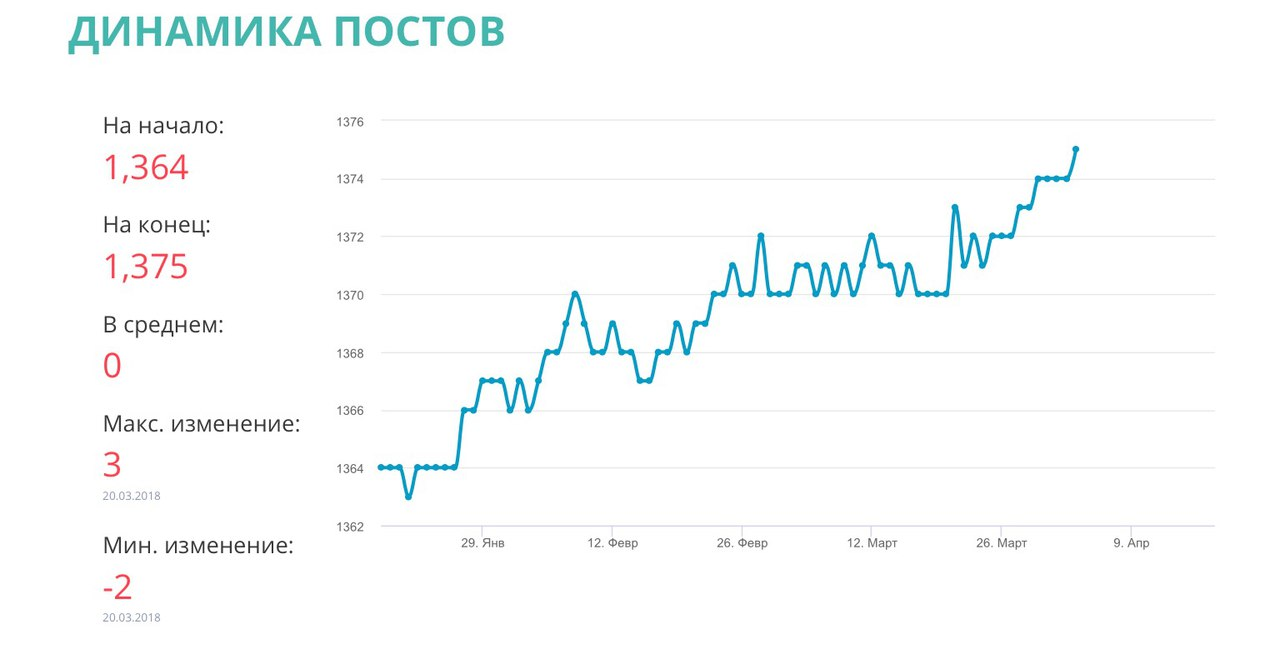 ДИНАМИКА ПОСТОВ
На начало:
1,364
На конец:
1,375
В среднем:
0
Макс. изменение:
3
20.03.2018
Мин. изменение:
-2
20.03.2018
1376
1374
1372
1370
1368
1366
1364
1362
29. Янв
12. Февр
26. Февр
12. Март
26. Март
9. Апр